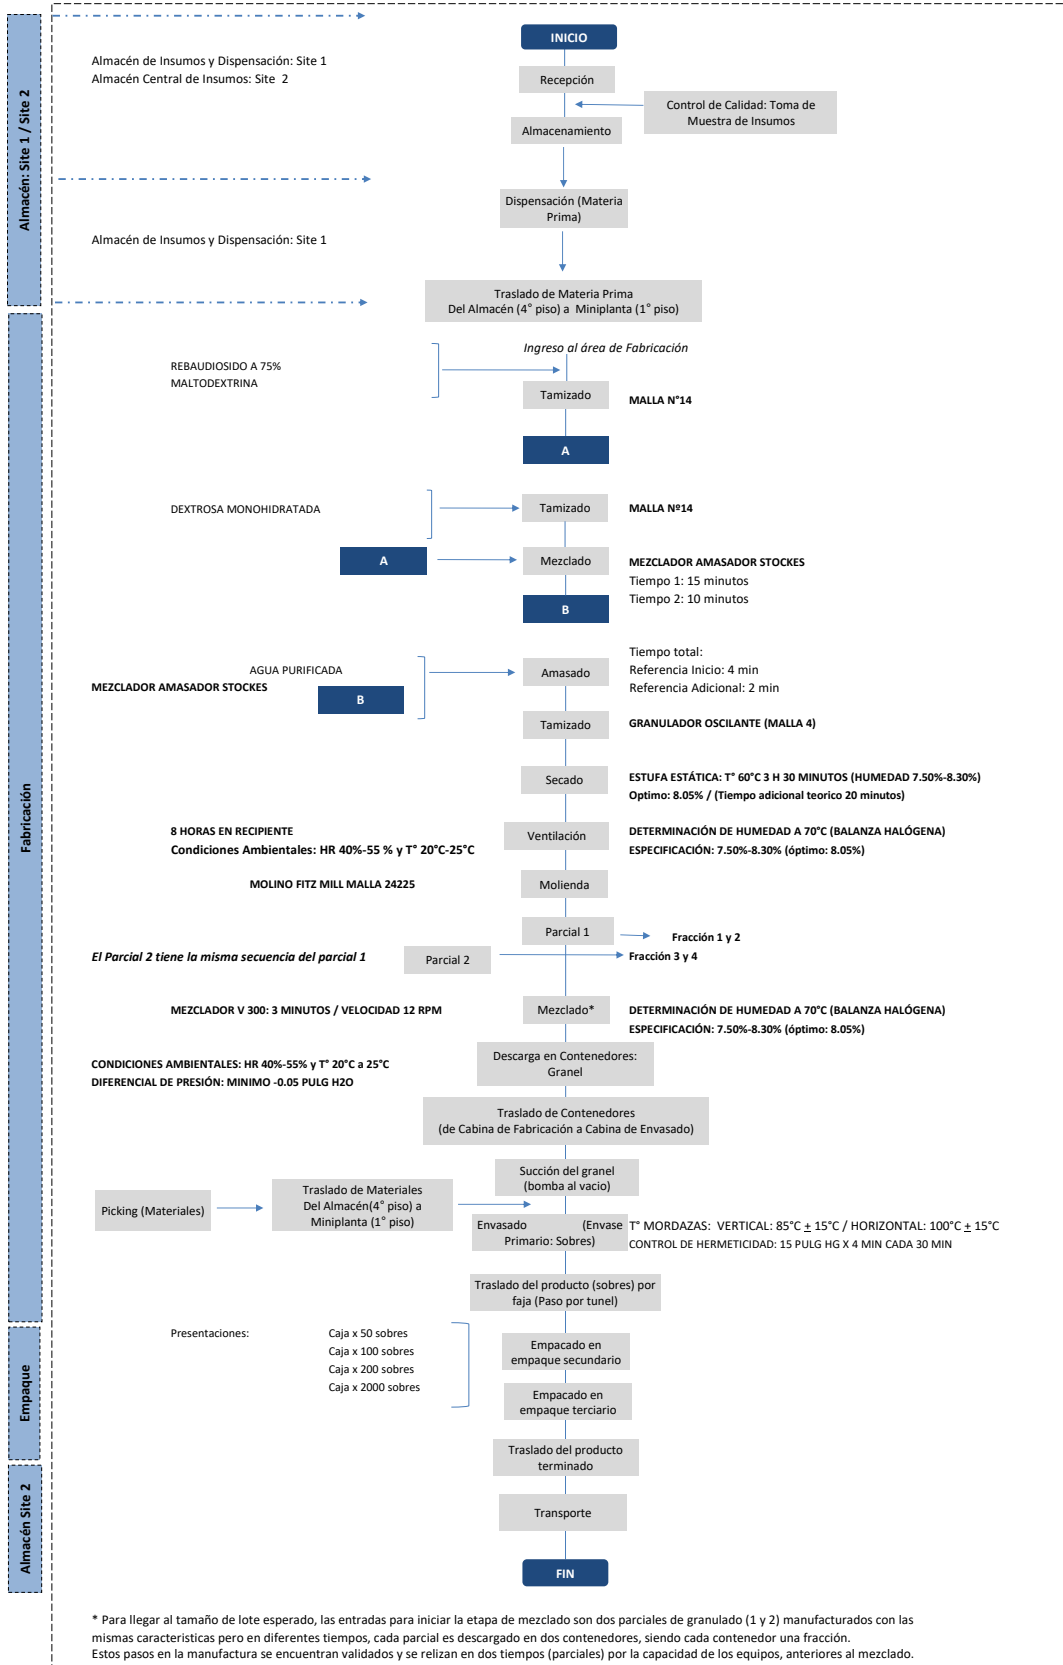 INICIO
Almacén de Insumos y Dispensación: Site 1
Almacén Central de Insumos: Site 2
Recepción
Control de Calidad: Toma de
Muestra de Insumos
Almacenamiento
Almacén: Site 1 / Site 2
Dispensación (Materia
Prima)
Almacén de Insumos y Dispensación: Site 1
Traslado de Materia Prima
Del Almacén (4° piso) a Miniplanta (1° piso)
Ingreso al área de Fabricación
REBAUDIOSIDO A 75%
MALTODEXTRINA
Tamizado
MALLA N°14
A
DEXTROSA MONOHIDRATADA
Tamizado
MALLA Nº14
A
Mezclado
MEZCLADOR AMASADOR STOCKES
Tiempo 1: 15 minutos
Tiempo 2: 10 minutos
B
Tiempo total:
AGUA PURIFICADA
Amasado
Referencia Inicio: 4 min
Referencia Adicional: 2 min
MEZCLADOR AMASADOR STOCKES
B
Tamizado
GRANULADOR OSCILANTE (MALLA 4)
Fabricación
Secado
ESTUFA ESTÁTICA: T° 60°C 3 H 30 MINUTOS (HUMEDAD 7.50%-8.30%)
Optimo: 8.05% / (Tiempo adicional teorico 20 minutos)
8 HORAS EN RECIPIENTE
Condiciones Ambientales: HR 40%-55 % y T° 20°C-25°C
Ventilación
DETERMINACIÓN DE HUMEDAD A 70°C (BALANZA HALÓGENA)
ESPECIFICACIÓN: 7.50%-8.30% (óptimo: 8.05%)
MOLINO FITZ MILL MALLA 24225
Molienda
Parcial 1
Fracción 1 y 2
El Parcial 2 tiene la misma secuencia del parcial 1
Parcial 2
Fracción 3 y 4
MEZCLADOR V 300: 3 MINUTOS / VELOCIDAD 12 RPM
Mezclado*
DETERMINACIÓN DE HUMEDAD A 70°C (BALANZA HALÓGENA)
ESPECIFICACIÓN: 7.50%-8.30% (óptimo: 8.05%)
CONDICIONES AMBIENTALES: HR 40%-55% y T° 20°C a 25°C
DIFERENCIAL DE PRESIÓN: MINIMO -0.05 PULG H2O
Descarga en Contenedores:
Granel
Traslado de Contenedores
(de Cabina de Fabricación a Cabina de Envasado)
Succión del granel
(bomba al vacio)
Picking (Materiales)
Traslado de Materiales
Del Almacén(4° piso) a
Miniplanta (1° piso)
Envasado (Envase
Primario: Sobres)
T° MORDAZAS: VERTICAL: 85°C ± 15°C / HORIZONTAL: 100°C ± 15°C
CONTROL DE HERMETICIDAD: 15 PULG HG X 4 MIN CADA 30 MIN
Traslado del producto (sobres) por
faja (Paso por tunel)
Presentaciones:
Caja x 50 sobres
Caja x 100 sobres
Caja x 200 sobres
Caja x 2000 sobres
Empaque
Empacado en
empaque secundario
Empacado en
empaque terciario
Traslado del producto
terminado
Almacén Site 2
Transporte
FIN
* Para llegar al tamaño de lote esperado, las entradas para iniciar la etapa de mezclado son dos parciales de granulado (1 y 2) manufacturados con las
mismas caracteristicas pero en diferentes tiempos, cada parcial es descargado en dos contenedores, siendo cada contenedor una fracción.
Estos pasos en la manufactura se encuentran validados y se relizan en dos tiempos (parciales) por la capacidad de los equipos, anteriores al mezclado.